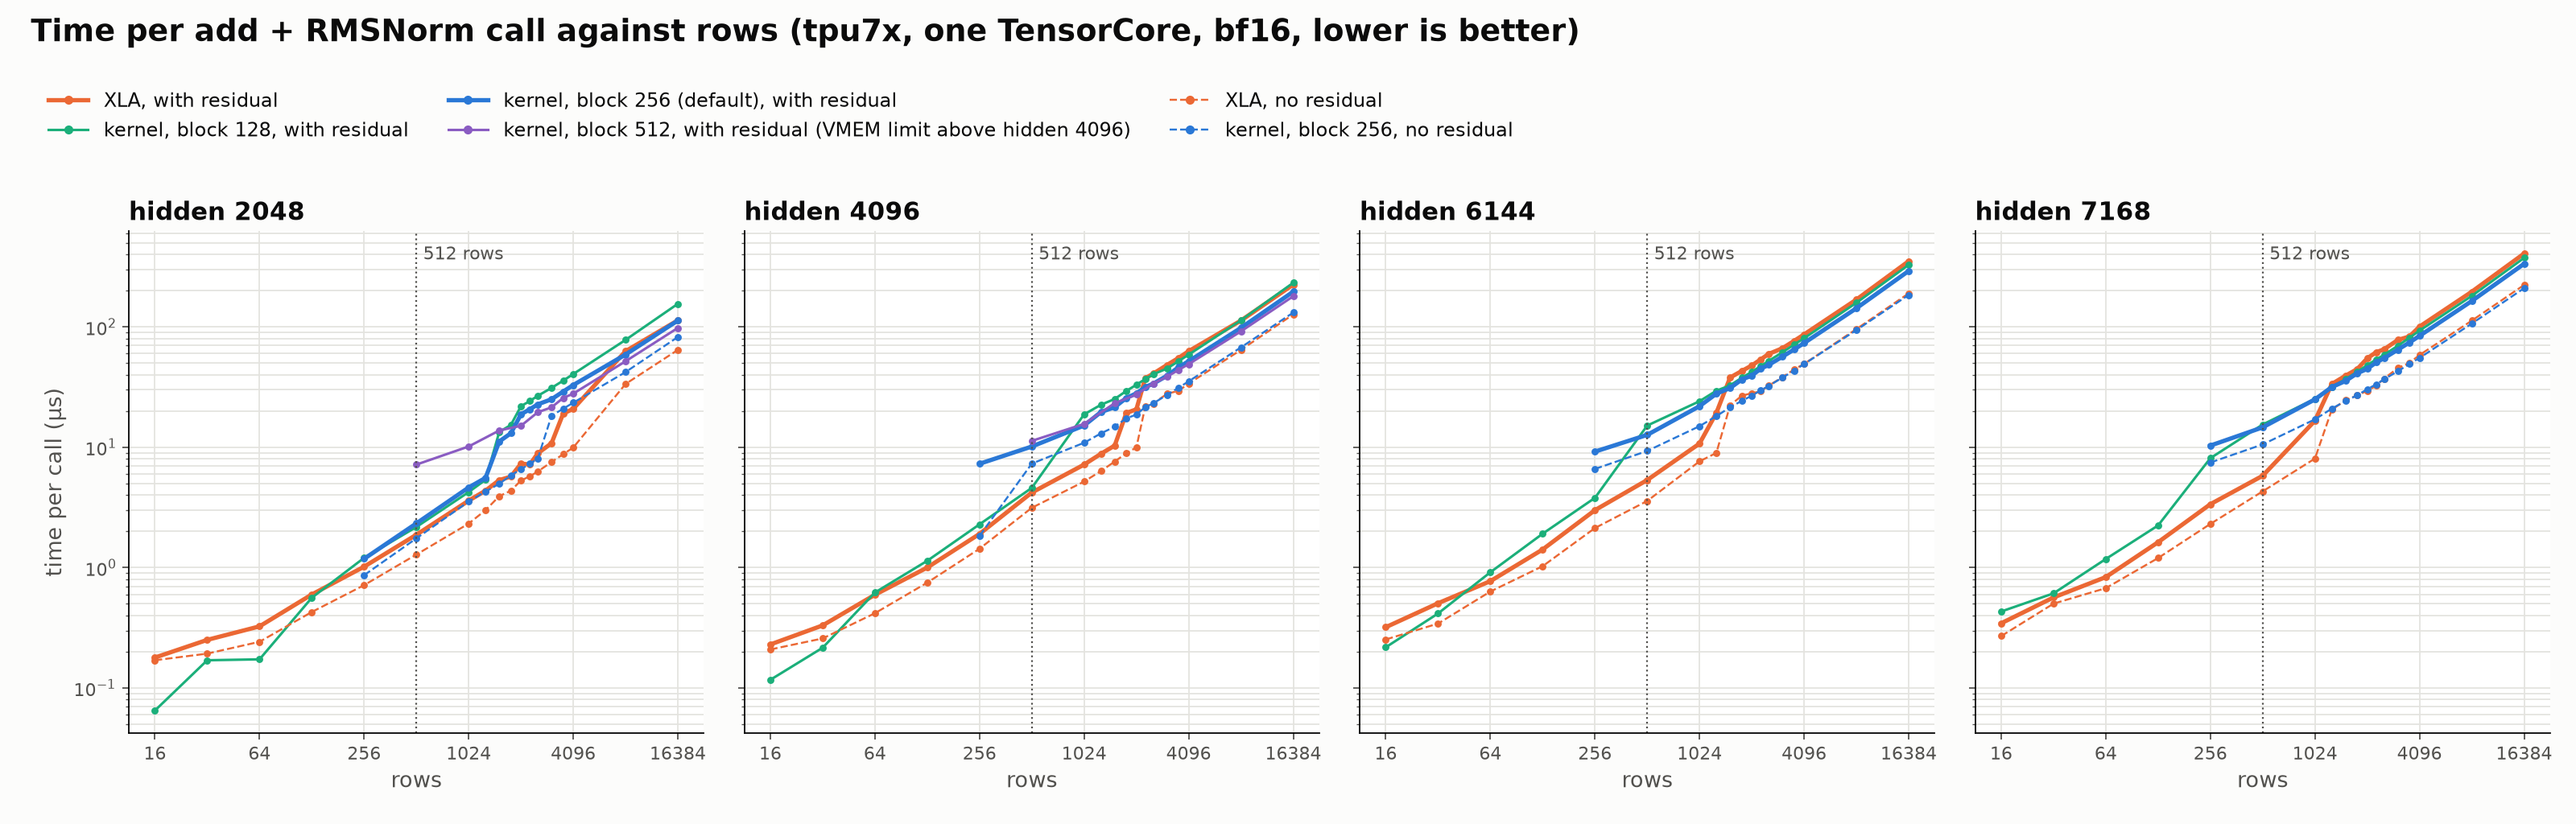 Time per add + RMSNorm call against rows (tpu7x, one TensorCore, bf16, lower is better)
XLA, with residual
kernel, block 128, with residual
kernel, block 256 (default), with residual
kernel, block 512, with residual (VMEM limit above hidden 4096)
XLA, no residual
kernel, block 256, no residual
hidden 2048
512 rows
time per call (µs)
10²
10¹
10⁰
10⁻¹
16 64 256 1024 4096 16384
rows
hidden 4096
512 rows
16 64 256 1024 4096 16384
rows
hidden 6144
512 rows
16 64 256 1024 4096 16384
rows
hidden 7168
512 rows
16 64 256 1024 4096 16384
rows